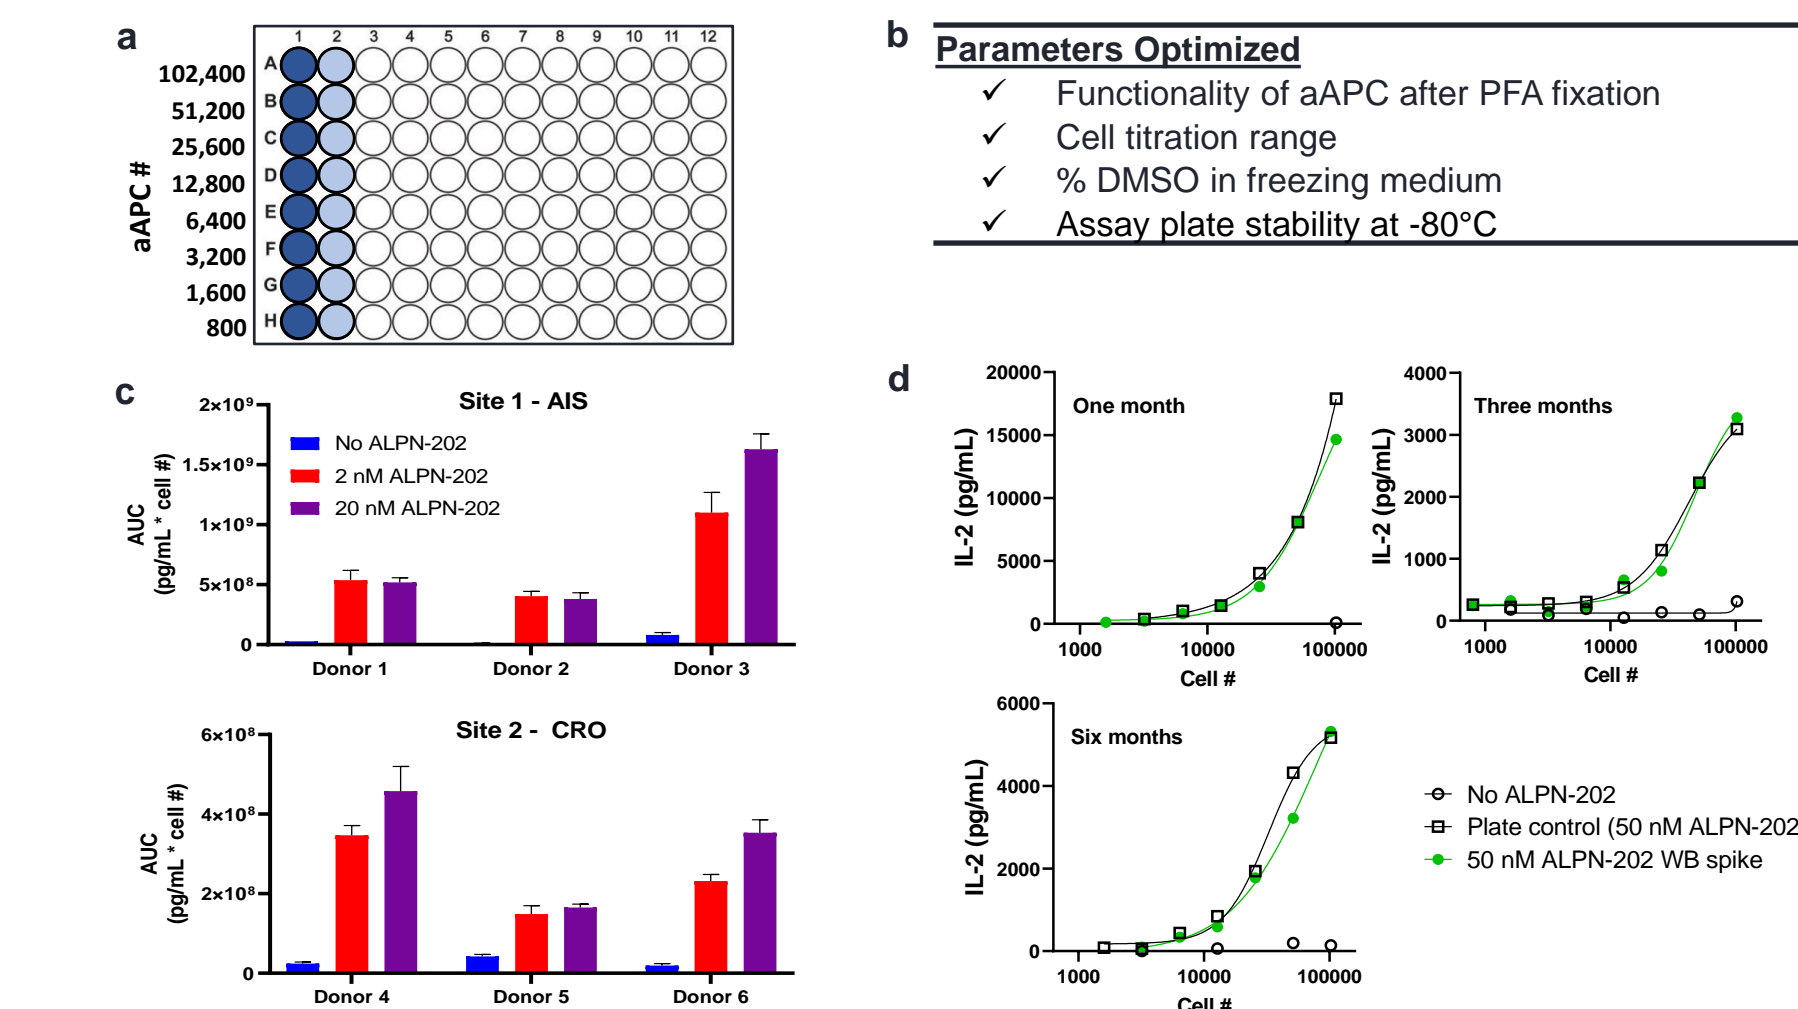 a
1 2 3 4 5 6 7 8 9 10 11 12
aAPC #
102,400 A
51,200 B
25,600 C
12,800 D
6,400 E
3,200 F
1,600 G
800 H
b
Parameters Optimized
✓ Functionality of aAPC after PFA fixation
✓ Cell titration range
✓ % DMSO in freezing medium
✓ Assay plate stability at -80°C
c
Site 1 - AIS
AUC
(pg/mL * cell #)
2×10⁹
1.5×10⁹
1×10⁹
5×10⁸
0
No ALPN-202
2 nM ALPN-202
20 nM ALPN-202
Donor 1 Donor 2 Donor 3
Site 2 - CRO
AUC
(pg/mL * cell #)
6×10⁸
4×10⁸
2×10⁸
0
Donor 4 Donor 5 Donor 6
d
One month
IL-2 (pg/mL)
20000
15000
10000
5000
0
1000 10000 100000
Cell #
Three months
IL-2 (pg/mL)
4000
3000
2000
1000
0
1000 10000 100000
Cell #
Six months
IL-2 (pg/mL)
6000
4000
2000
0
1000 10000 100000
Cell #
No ALPN-202
Plate control (50 nM ALPN-202
50 nM ALPN-202 WB spike